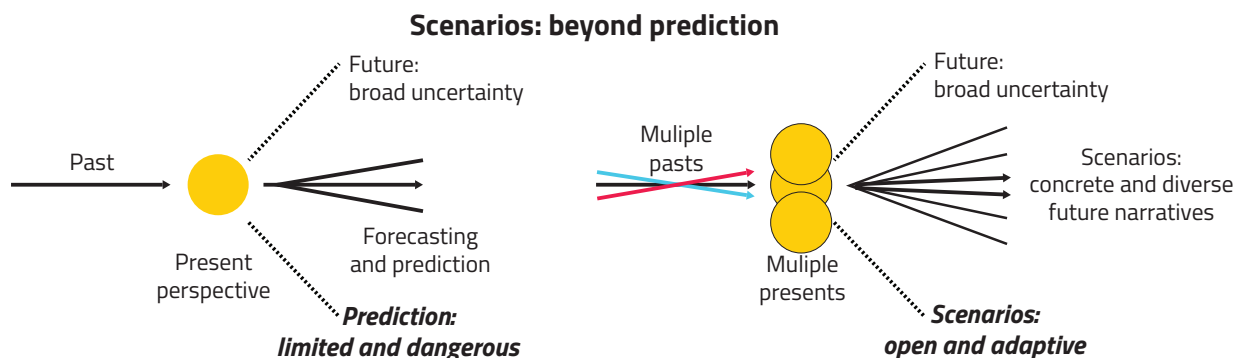 Scenarios: beyond prediction
Future:
broad uncertainty
Past
Forecasting
and prediction
Present
perspective
Prediction:
limited and dangerous
Future:
broad uncertainty
Muliple
pasts
Scenarios:
concrete and diverse
future narratives
Muliple
presents
Scenarios:
open and adaptive